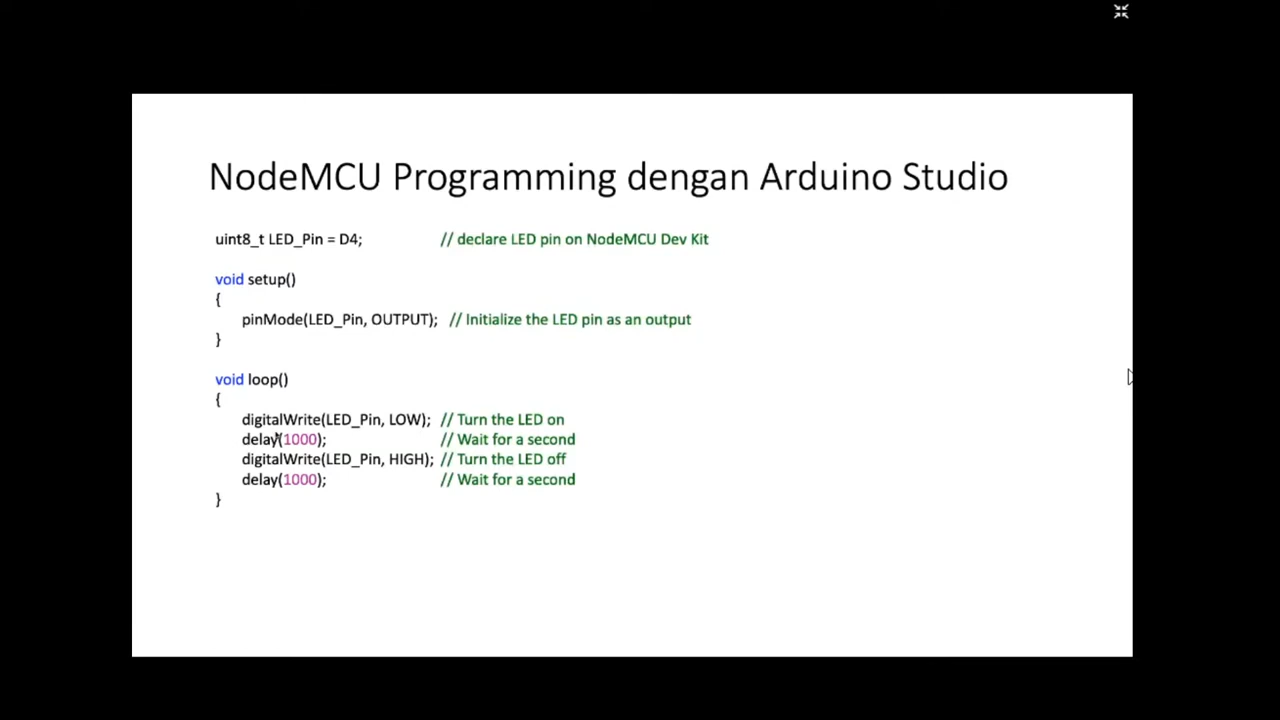 NodeMCU Programming dengan Arduino Studio
uint8_t LED_Pin = D4; // declare LED pin on NodeMCU Dev Kit
void setup()
{
pinMode(LED_Pin, OUTPUT); // Initialize the LED pin as an output
}
void loop()
{
digitalWrite(LED_Pin, LOW); // Turn the LED on
delay(1000); // Wait for a second
digitalWrite(LED_Pin, HIGH); // Turn the LED off
delay(1000); // Wait for a second
}